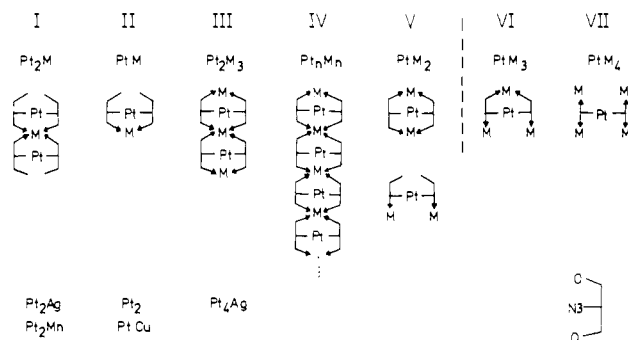 I II III IV V VI VII
Pt₂M PtM Pt₂M₃ PtnMn PtM₂ PtM₃ PtM₄
M M M M M M
Pt Pt Pt Pt Pt Pt Pt
M M M M M M M M M
Pt Pt Pt
M M
Pt Pt
M M M
Pt
⋮
Pt₂Ag Pt₂ Pt₄Ag
Pt₂Mn PtCu
O
N3
O